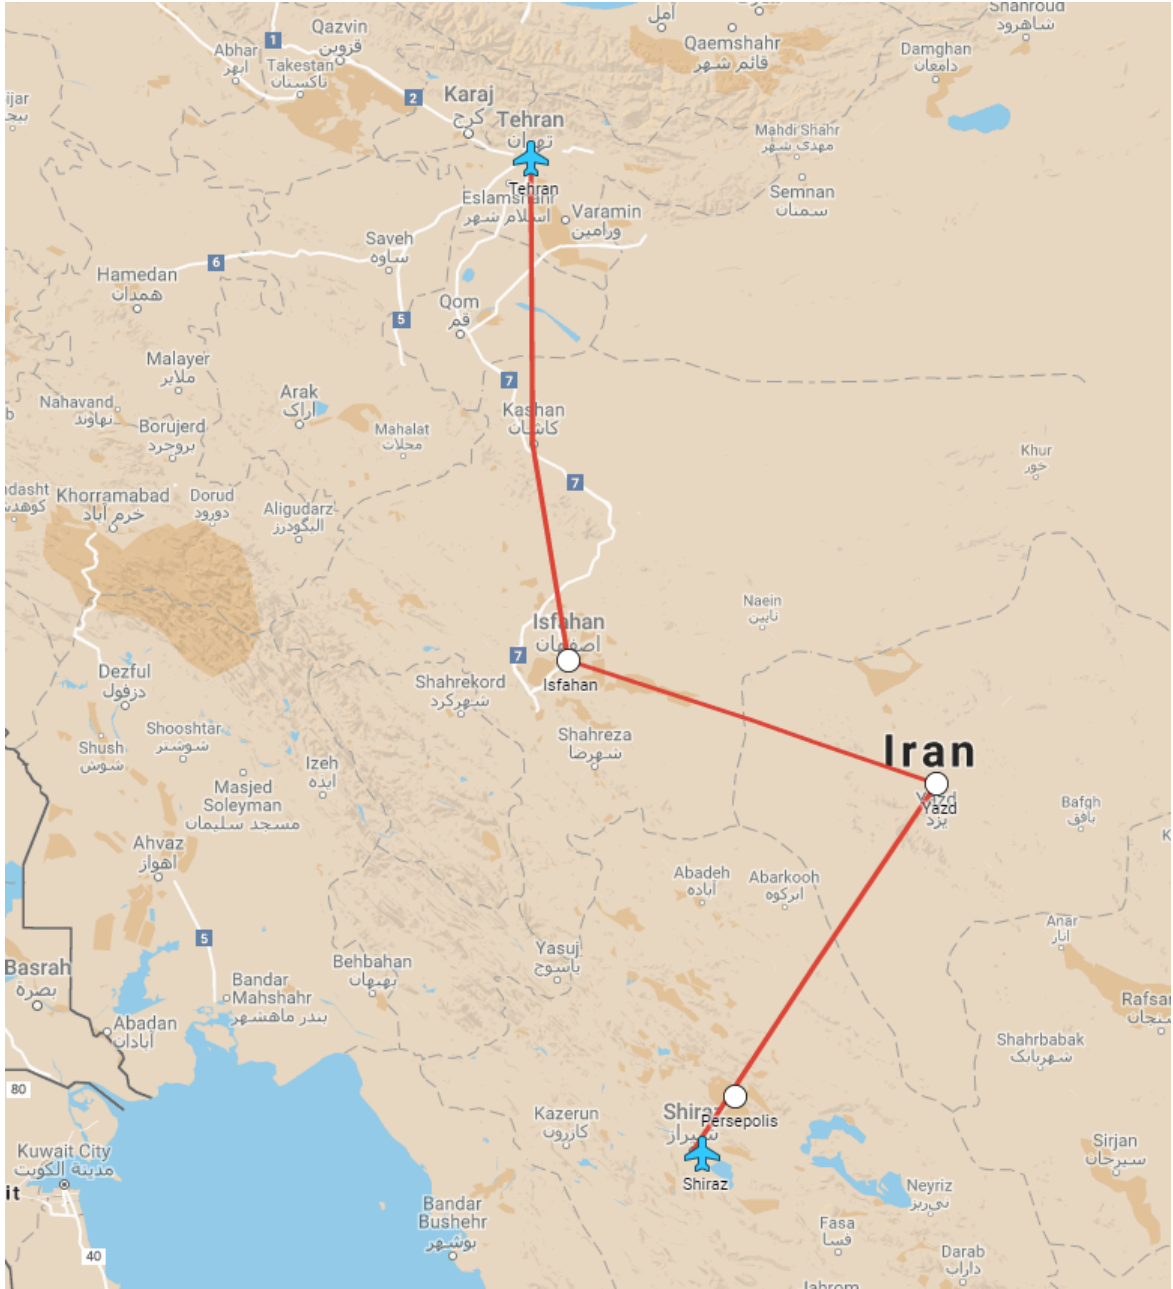 Shahroud
شاهرود
آمل
Qazvin
قزوین
1
Abhar
ابهر
Takestan
تاکستان
Qaemshahr
قائم شهر
Damghan
دامغان
2
Karaj
کرج
Tehran
تهران
Tehran
Mahdi Shahr
مهدی شهر
Semnan
سمنان
Eslamshahr
اسلام شهر
Varamin
ورامین
Saveh
ساوه
6
Hamedan
همدان
Qom
قم
5
7
Malayer
ملایر
Nahavand
نهاوند
Arak
اراک
Kashan
کاشان
Borujerd
بروجرد
Mahalat
محلات
Khur
خور
7
Khorramabad
خرم آباد
Dorud
دورود
Aligudarz
الیگودرز
Naein
نایین
Isfahan
اصفهان
Isfahan
7
Dezful
دزفول
Shahrekord
شهرکرد
Shooshtar
شوشتر
Shush
شوش
Shahreza
شهرضا
Iran
Izeh
ایذه
Masjed
Soleyman
مسجد سلیمان
Yazd
یزد
Yazd
Bafgh
بافق
Ahvaz
اهواز
Abadeh
آباده
Abarkooh
ابرکوه
5
Anar
انار
Yasuj
یاسوج
Behbahan
بهبهان
Basrah
بصرة
Bandar
Mahshahr
بندر ماهشهر
Abadan
آبادان
Shahrbabak
شهربابک
80
Kazerun
کازرون
Shiraz
شیراز
Persepolis
Shiraz
Kuwait City
مدينة الكويت
Sirjan
سیرجان
Neyriz
نی‌ریز
Bandar
Bushehr
بوشهر
Fasa
فسا
40
Darab
داراب
Jahrom